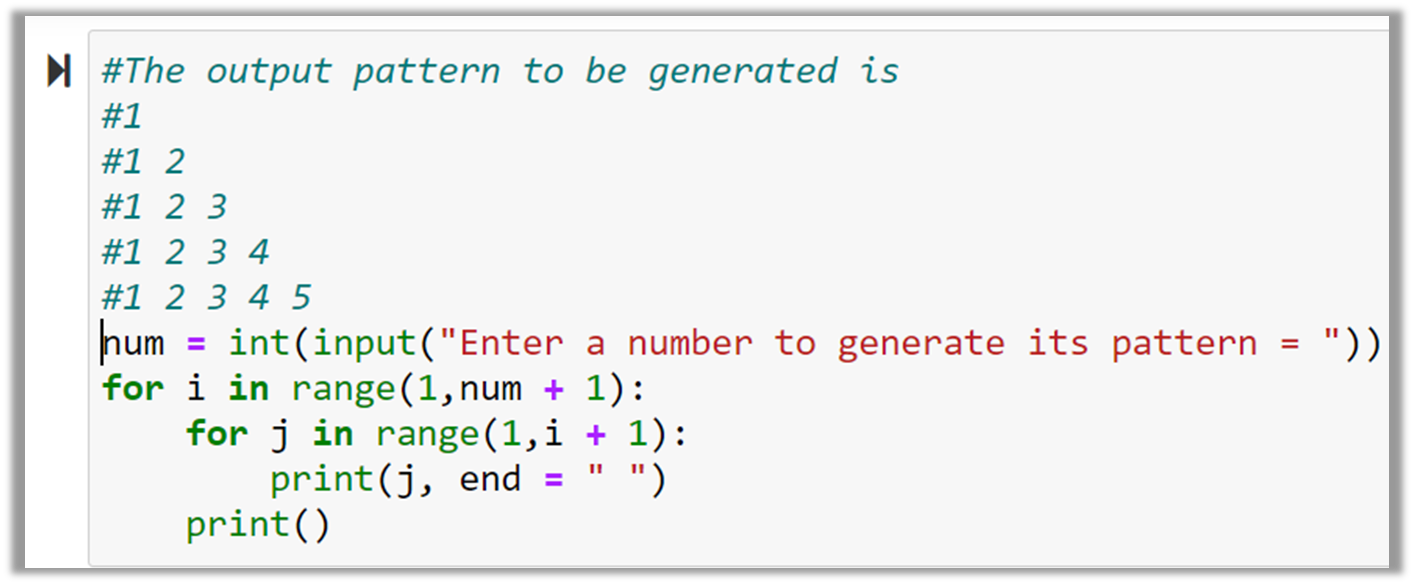 #The output pattern to be generated is
#1
#1 2
#1 2 3
#1 2 3 4
#1 2 3 4 5
num = int(input("Enter a number to generate its pattern = "))
for i in range(1,num + 1):
    for j in range(1,i + 1):
        print(j, end = " ")
    print()